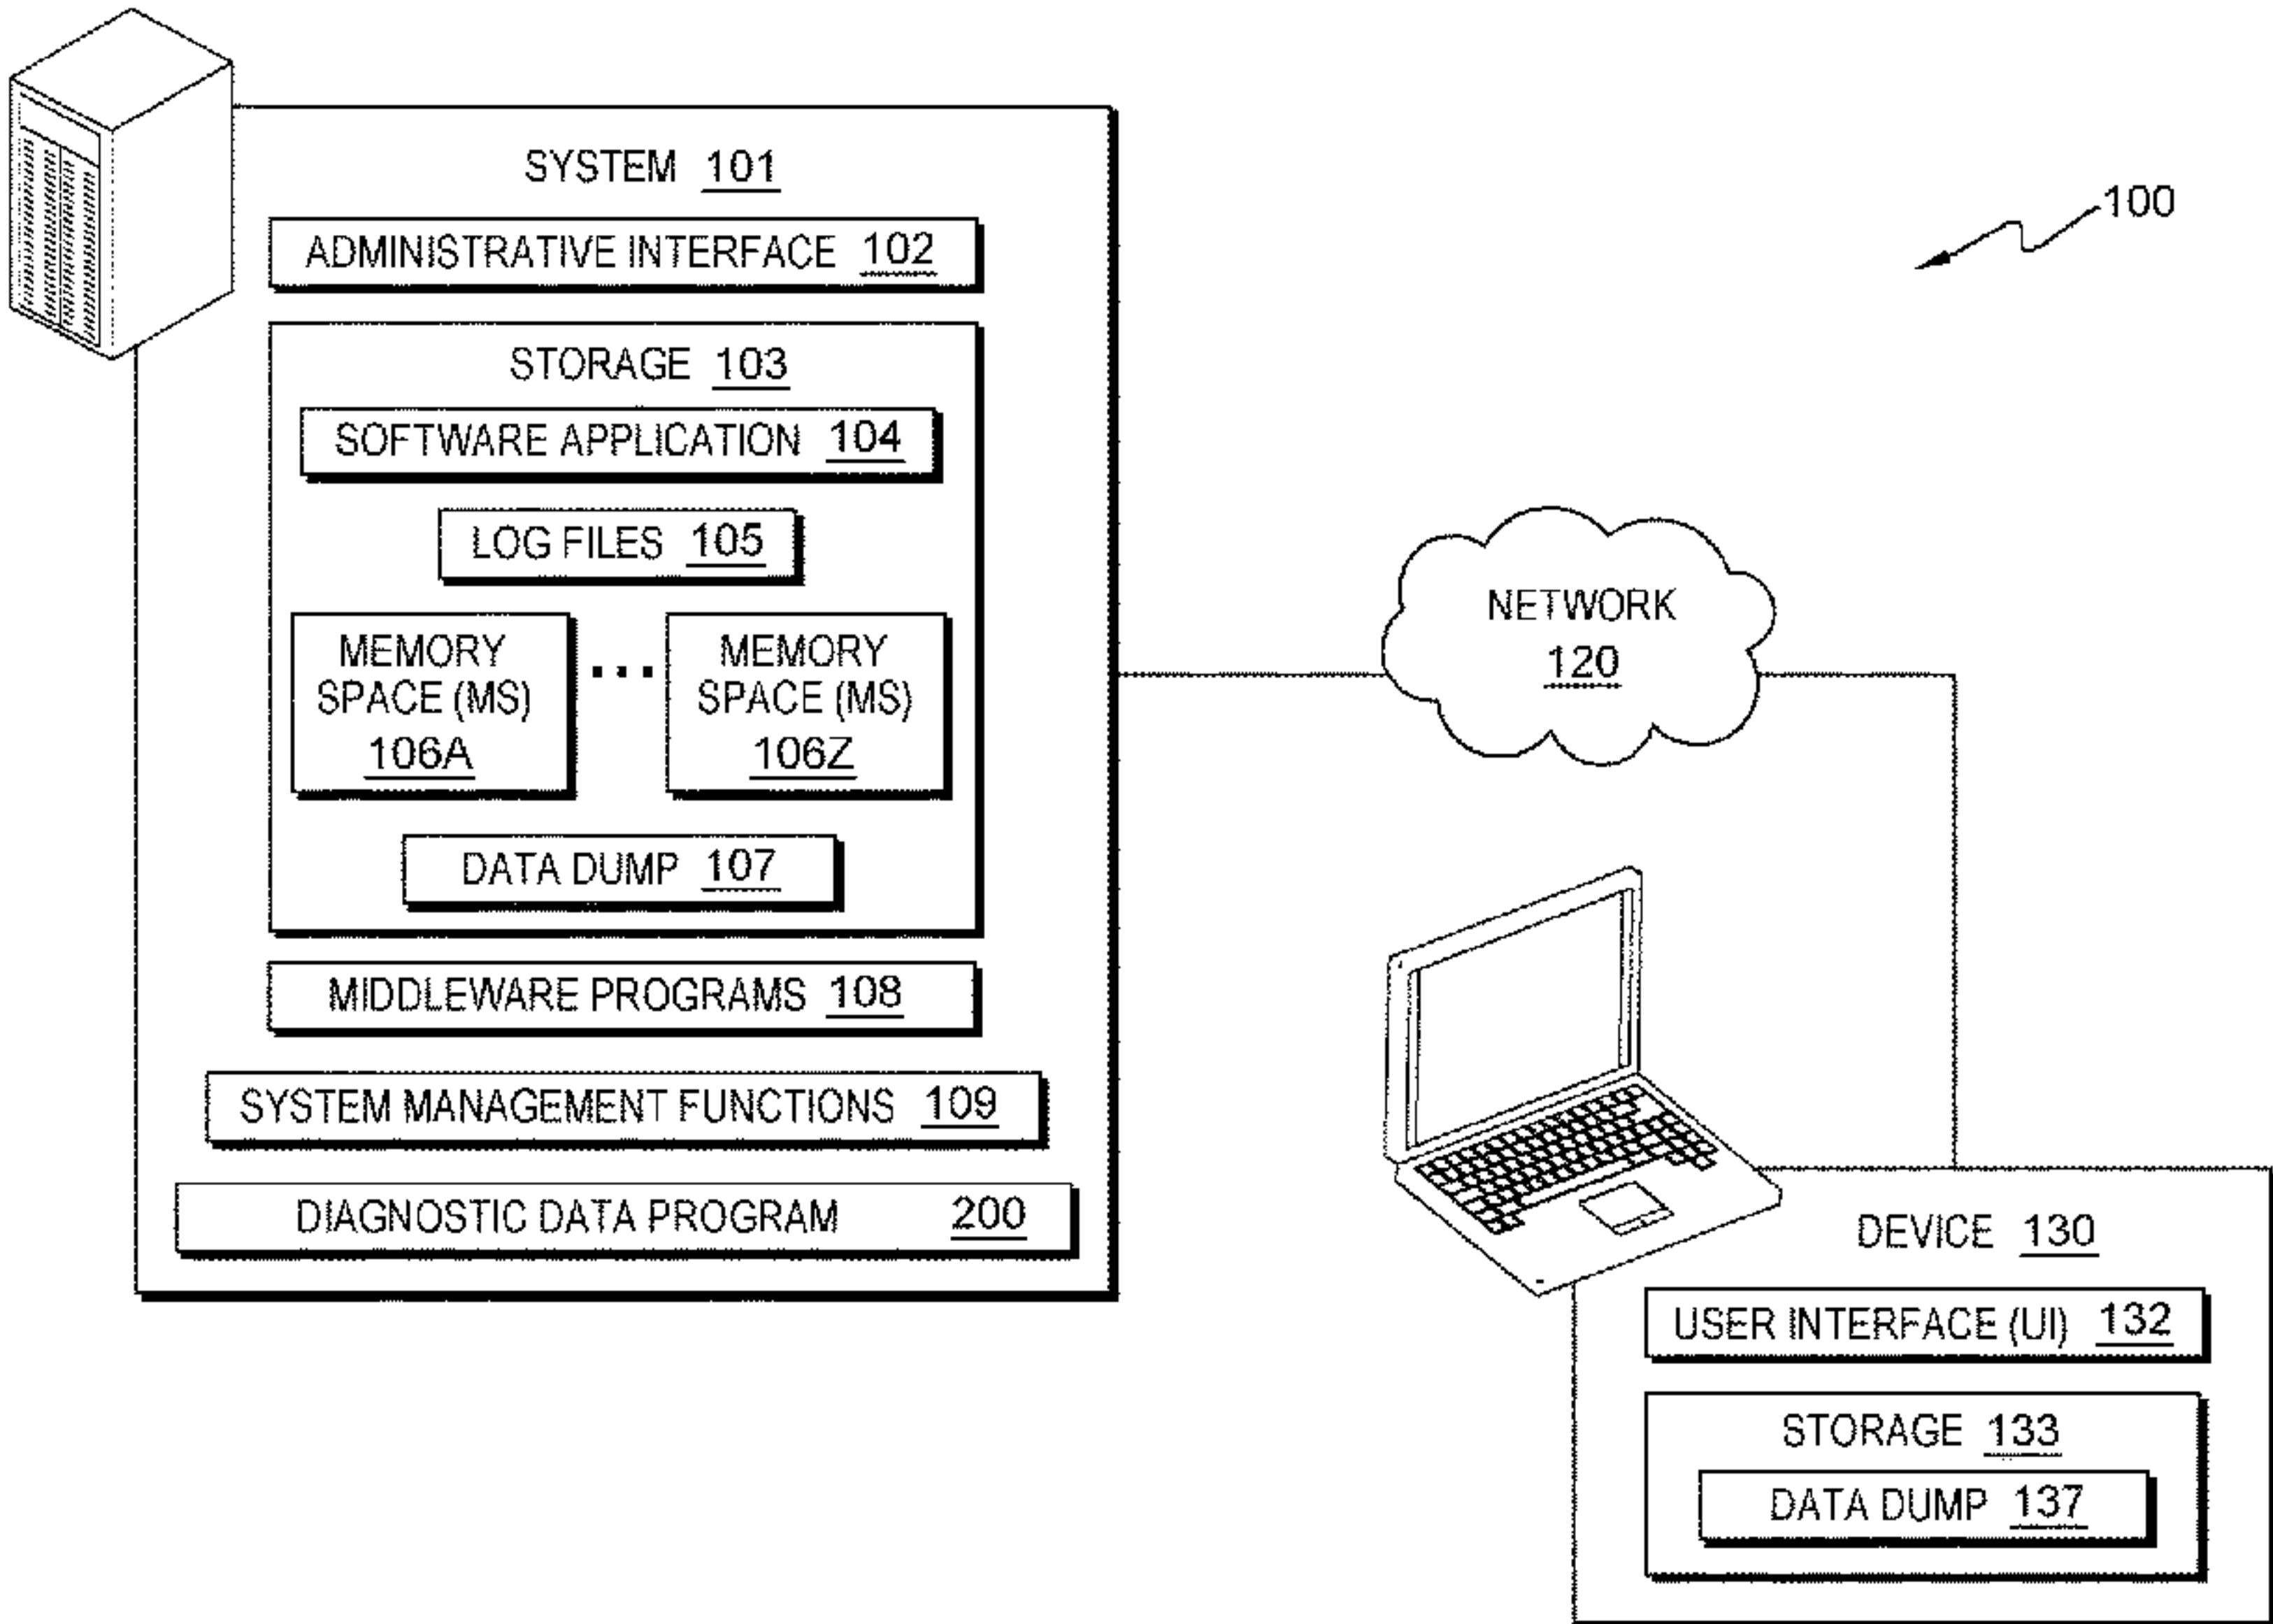 SYSTEM 101
ADMINISTRATIVE INTERFACE 102
STORAGE 103
SOFTWARE APPLICATION 104
LOG FILES 105
MEMORY
SPACE (MS)
106A
...
MEMORY
SPACE (MS)
106Z
DATA DUMP 107
MIDDLEWARE PROGRAMS 108
SYSTEM MANAGEMENT FUNCTIONS 109
DIAGNOSTIC DATA PROGRAM 200
100
NETWORK
120
DEVICE 130
USER INTERFACE (UI) 132
STORAGE 133
DATA DUMP 137